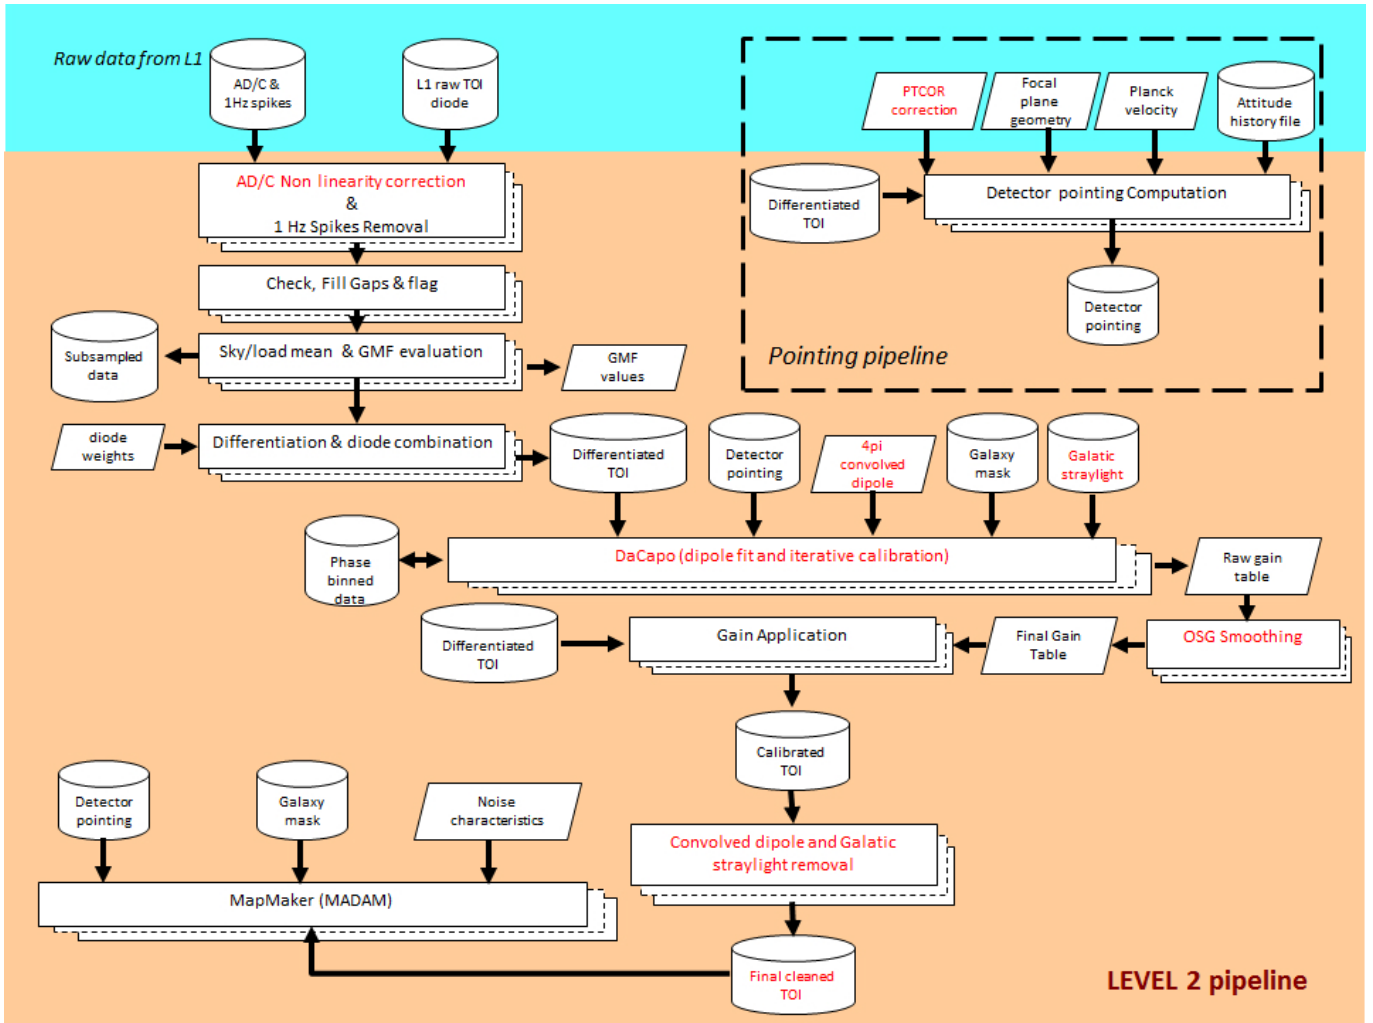 Raw data from L1
AD/C &
1Hz spikes
L1 raw TOI
diode
PTCOR
correction
Focal
plane
geometry
Planck
velocity
Attitude
history file
AD/C Non linearity correction
&
1 Hz Spikes Removal
Differentiated
TOI
Detector pointing Computation
Detector
pointing
Pointing pipeline
Check, Fill Gaps & flag
Subsampled
data
Sky/load mean & GMF evaluation
GMF
values
diode
weights
Differentiation & diode combination
Differentiated
TOI
Detector
pointing
4pi
convolved
dipole
Galaxy
mask
Galatic
straylight
Phase
binned
data
DaCapo (dipole fit and iterative calibration)
Raw gain
table
Differentiated
TOI
Gain Application
Final Gain
Table
OSG Smoothing
Calibrated
TOI
Detector
pointing
Galaxy
mask
Noise
characteristics
Convolved dipole and Galatic
straylight removal
MapMaker (MADAM)
Final cleaned
TOI
LEVEL 2 pipeline